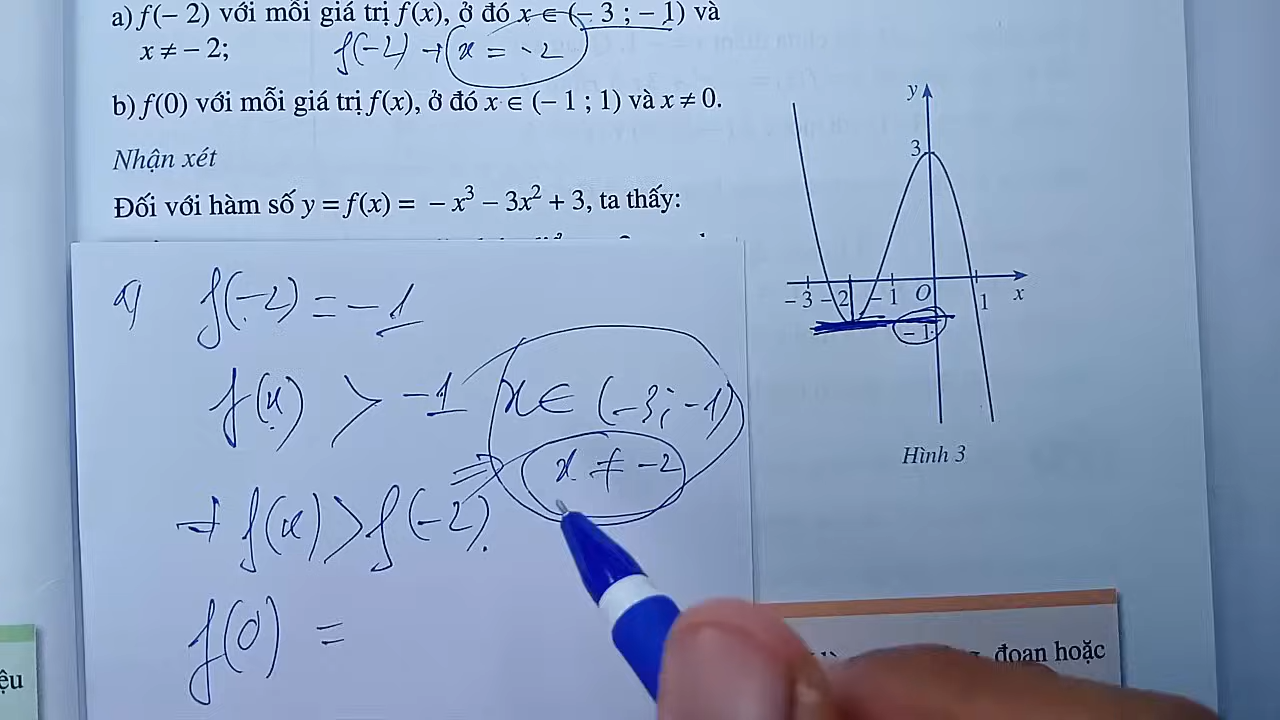 a) f(– 2) với mỗi giá trị f(x), ở đó x ∈ (– 3 ; – 1) và
x ≠ – 2;
f(-2) → x = -2
b) f(0) với mỗi giá trị f(x), ở đó x ∈ (– 1 ; 1) và x ≠ 0.
Nhận xét
Đối với hàm số y = f(x) = – x³ – 3x² + 3, ta thấy:
a) f(-2) = -1
f(x) > -1 x ∈ (-3; -1)
x ≠ -2
→ f(x) > f(-2).
f(0) =
y
3
– 3 – 2 – 1 O 1 x
– 1
Hình 3
đoạn hoặc
ệu